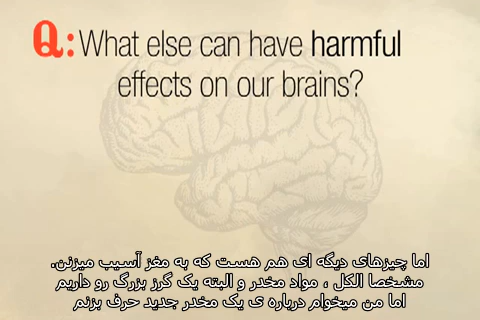 Q: What else can have harmful
effects on our brains?
اما چیزهای دیگه ای هم هست که به مغز آسیب میزنن.
مشخصا الکل ، مواد مخدر و البته یک گرز بزرگ رو داریم
اما من میخوام درباره ی یک مخدر جدید حرف بزنم